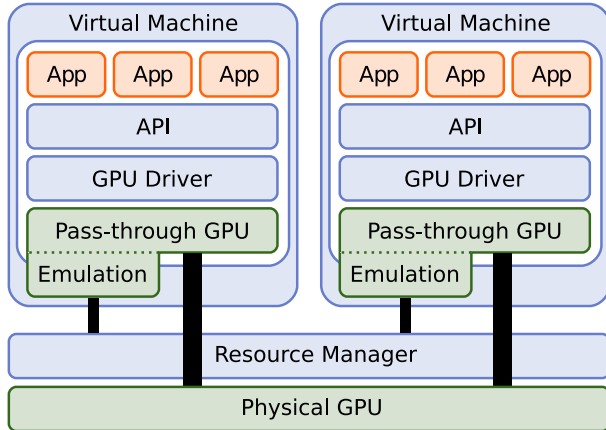 Virtual Machine
App App App
API
GPU Driver
Pass-through GPU
Emulation
Virtual Machine
App App App
API
GPU Driver
Pass-through GPU
Emulation
Resource Manager
Physical GPU